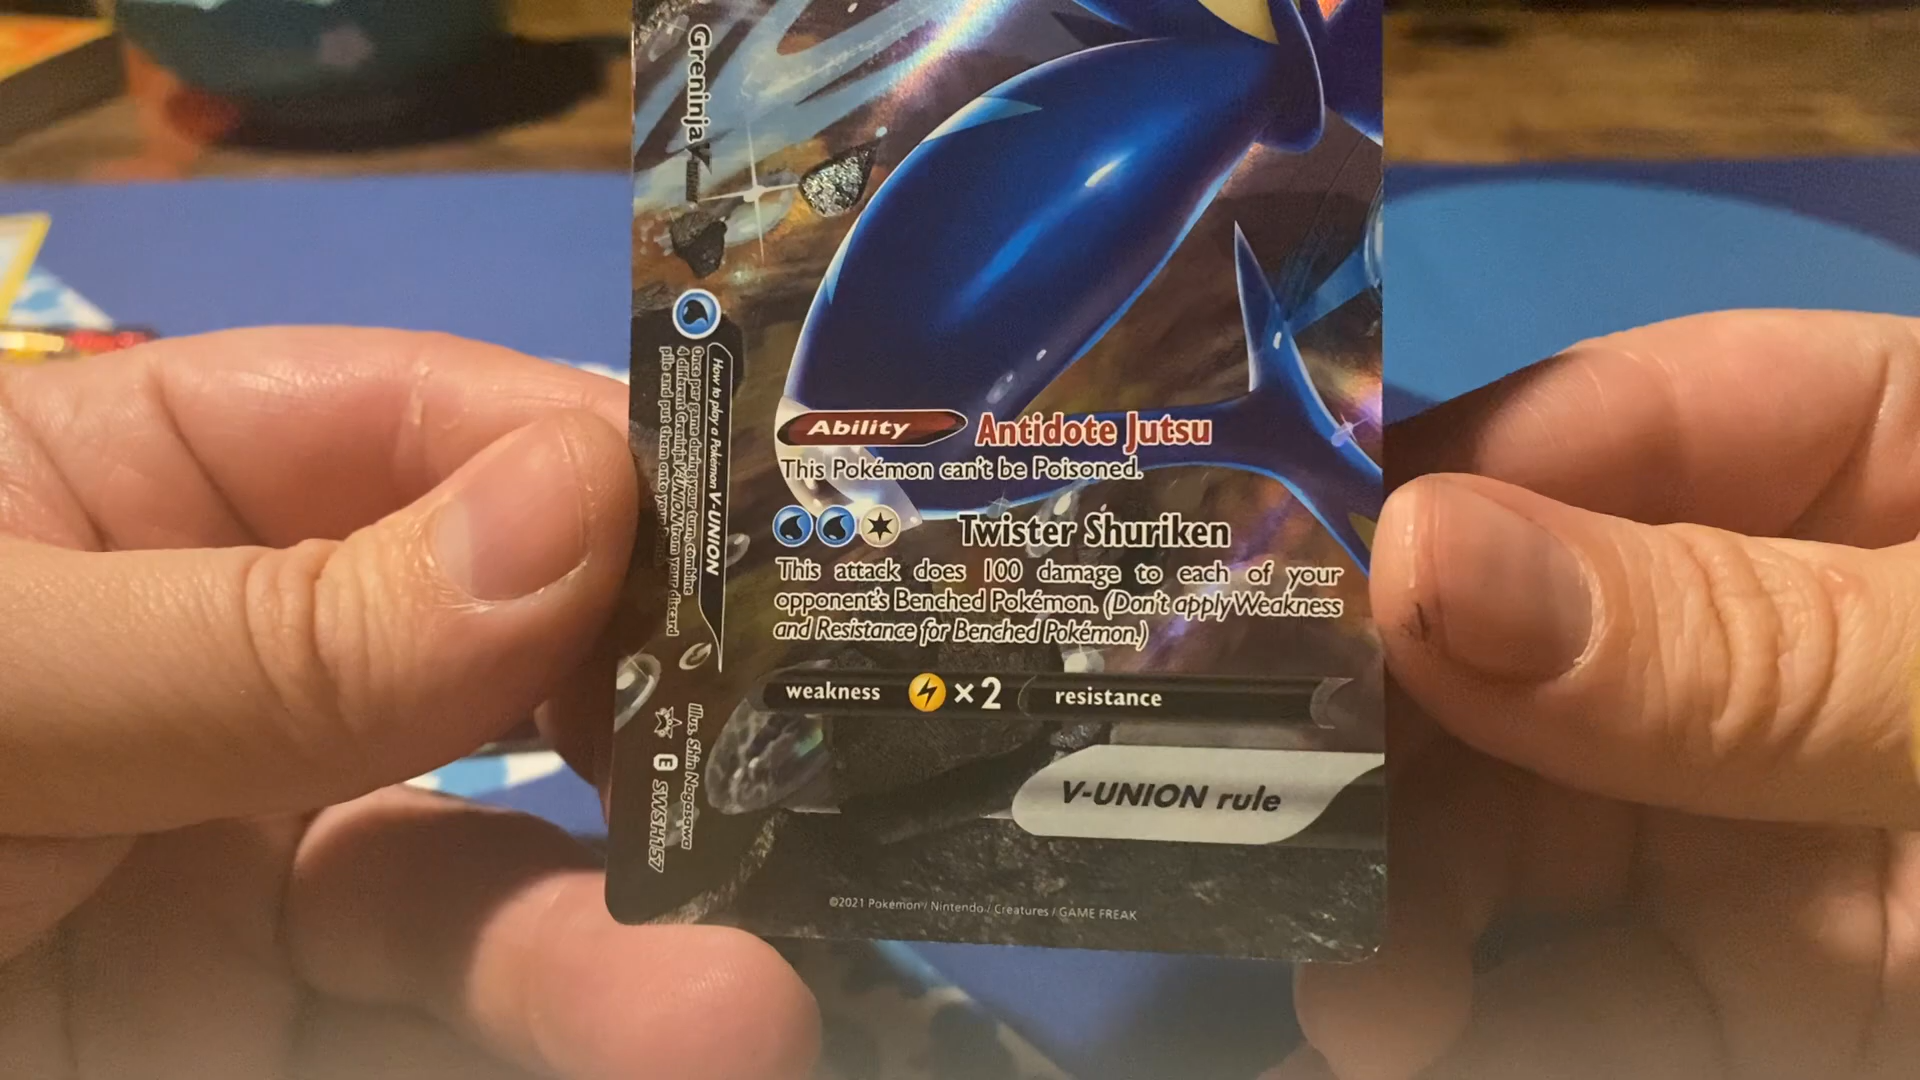 Greninja V-UNION
How to play a Pokémon V-UNION
Once per game during your turn, combine
4 different Greninja V-UNION from your discard
pile and put them onto your
Ability Antidote Jutsu
This Pokémon can't be Poisoned.
Twister Shuriken
This attack does 100 damage to each of your
opponent's Benched Pokémon. (Don't apply Weakness
and Resistance for Benched Pokémon.)
weakness ×2 resistance
V-UNION rule
Illus. Shin Nagasawa
E SWSH157
©2021 Pokémon / Nintendo / Creatures / GAME FREAK